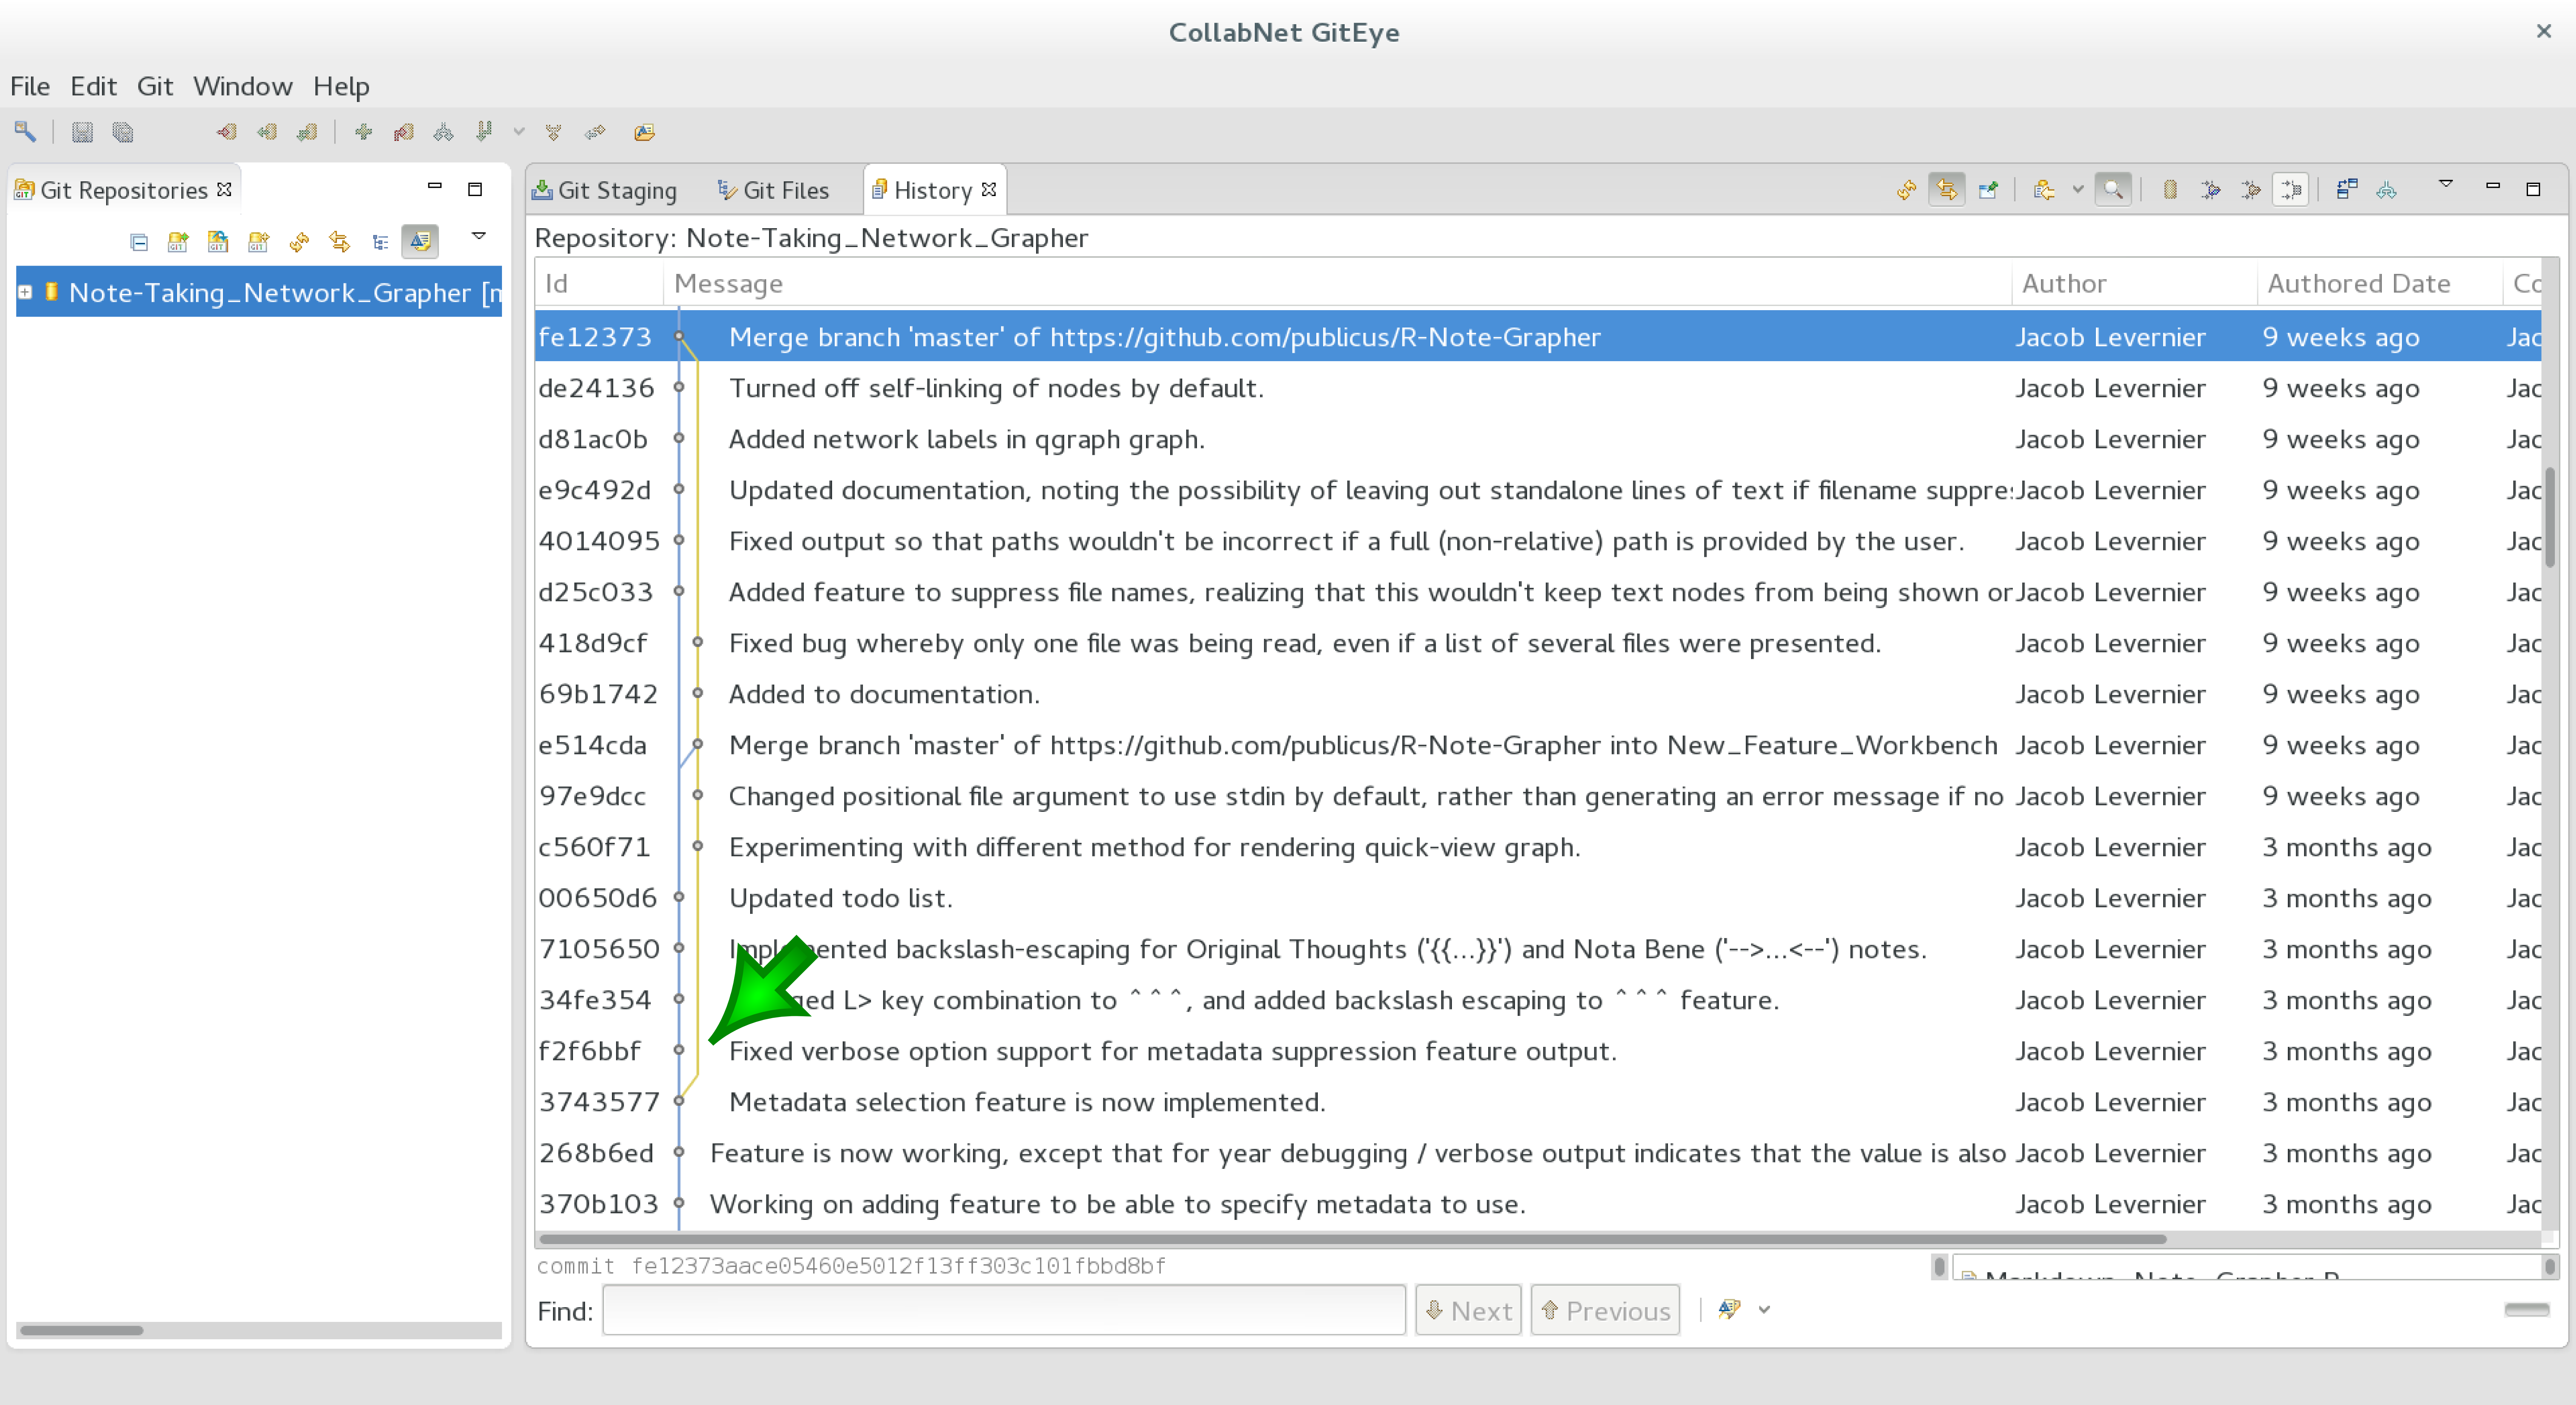 CollabNet GitEye
File Edit Git Window Help
Git Repositories
Git Staging Git Files History
Repository: Note-Taking_Network_Grapher
Note-Taking_Network_Grapher [
Id Message Author Authored Date Co
fe12373 Merge branch 'master' of https://github.com/publicus/R-Note-Grapher Jacob Levernier 9 weeks ago Jac
de24136 Turned off self-linking of nodes by default. Jacob Levernier 9 weeks ago Jac
d81ac0b Added network labels in qgraph graph. Jacob Levernier 9 weeks ago Jac
e9c492d Updated documentation, noting the possibility of leaving out standalone lines of text if filename suppre Jacob Levernier 9 weeks ago Jac
4014095 Fixed output so that paths wouldn't be incorrect if a full (non-relative) path is provided by the user. Jacob Levernier 9 weeks ago Jac
d25c033 Added feature to suppress file names, realizing that this wouldn't keep text nodes from being shown or Jacob Levernier 9 weeks ago Jac
418d9cf Fixed bug whereby only one file was being read, even if a list of several files were presented. Jacob Levernier 9 weeks ago Jac
69b1742 Added to documentation. Jacob Levernier 9 weeks ago Jac
e514cda Merge branch 'master' of https://github.com/publicus/R-Note-Grapher into New_Feature_Workbench Jacob Levernier 9 weeks ago Jac
97e9dcc Changed positional file argument to use stdin by default, rather than generating an error message if no Jacob Levernier 9 weeks ago Jac
c560f71 Experimenting with different method for rendering quick-view graph. Jacob Levernier 3 months ago Jac
00650d6 Updated todo list. Jacob Levernier 3 months ago Jac
7105650 Implemented backslash-escaping for Original Thoughts ('{{...}}') and Nota Bene ('-->...<--') notes. Jacob Levernier 3 months ago Jac
34fe354 ged L> key combination to ^^^, and added backslash escaping to ^^^ feature. Jacob Levernier 3 months ago Jac
f2f6bbf Fixed verbose option support for metadata suppression feature output. Jacob Levernier 3 months ago Jac
3743577 Metadata selection feature is now implemented. Jacob Levernier 3 months ago Jac
268b6ed Feature is now working, except that for year debugging / verbose output indicates that the value is also Jacob Levernier 3 months ago Jac
370b103 Working on adding feature to be able to specify metadata to use. Jacob Levernier 3 months ago Jac
commit fe12373aace05460e5012f13ff303c101fbbd8bf
Markdown_Note_Grapher.R
Find: Next Previous